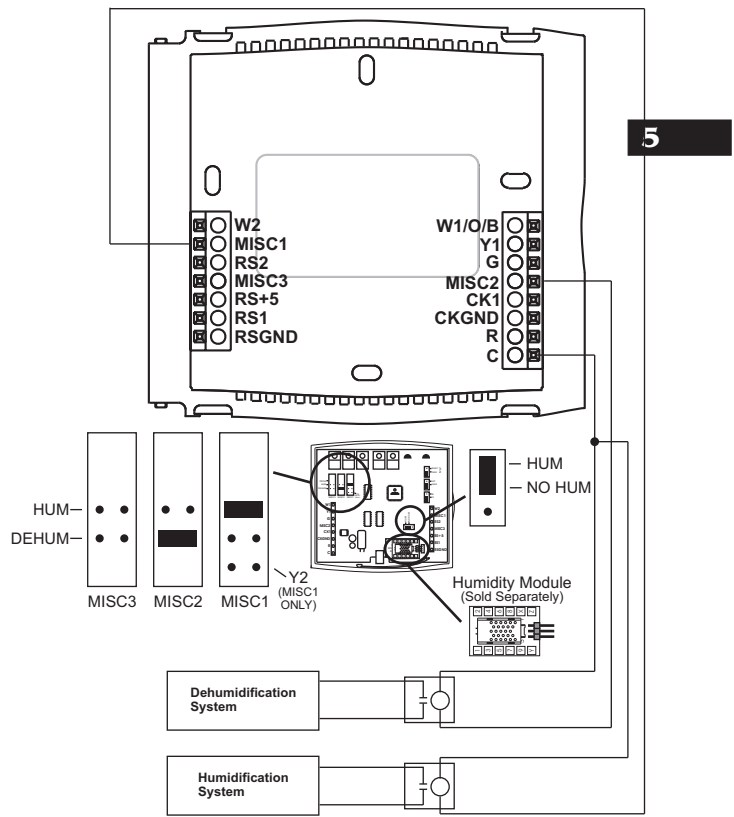 5
W2
MISC1
RS2
MISC3
RS+5
RS1
RSGND
W1/O/B
Y1
G
MISC2
CK1
CKGND
R
C
HUM
DEHUM
MISC3
MISC2
MISC1
Y2
(MISC1
ONLY)
HUM
NO HUM
Humidity Module
(Sold Separately)
Dehumidification
System
Humidification
System